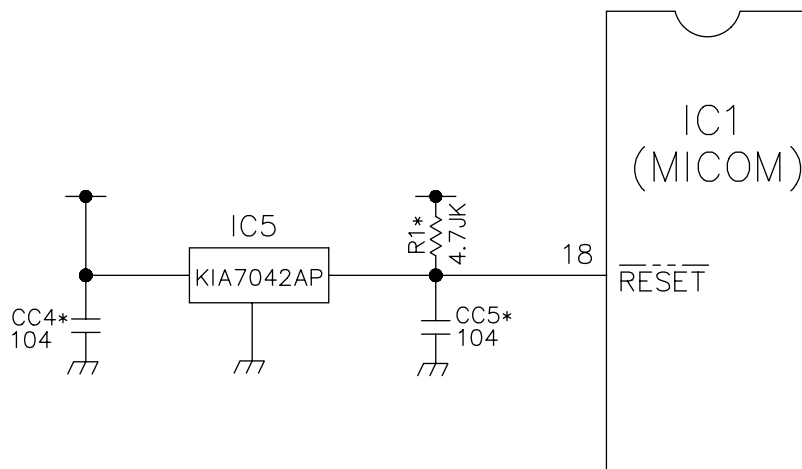 IC1
(MICOM)
IC5
KIA7042AP
R1*
4.7JK
18
RESET
CC4*
104
CC5*
104